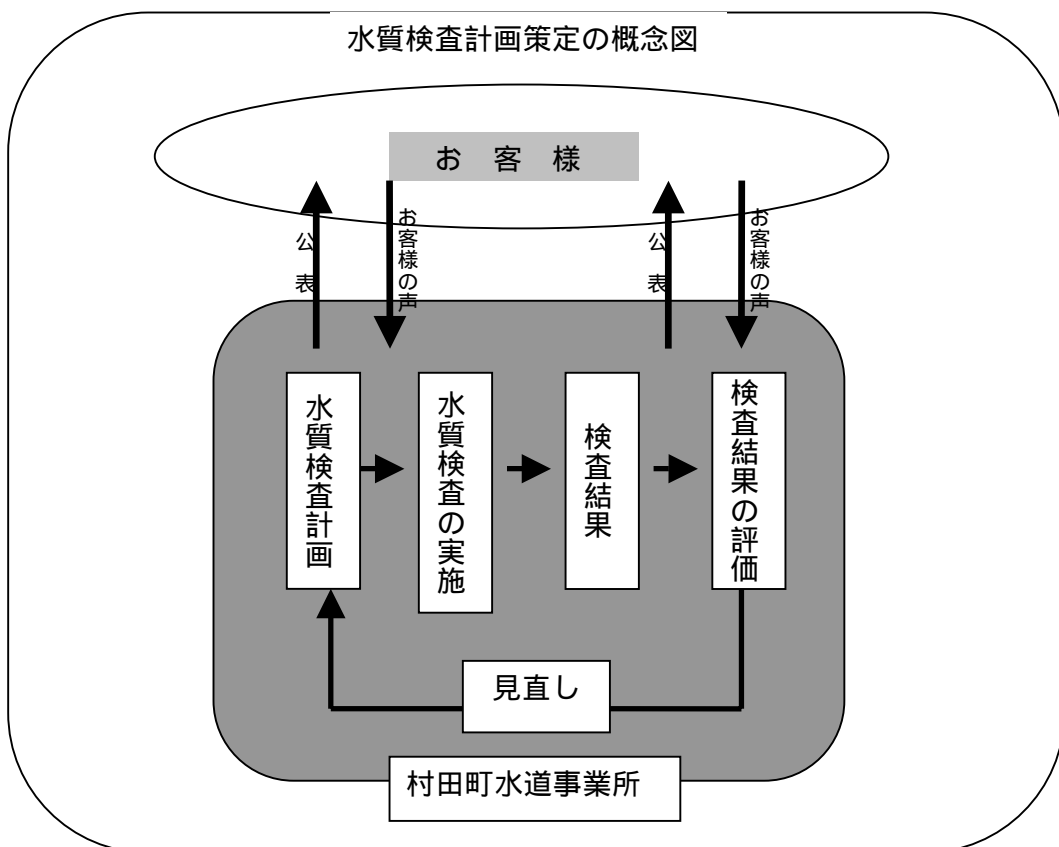 水質検査計画策定の概念図
お客様
公表
お客様の声
公表
お客様の声
水質検査計画
水質検査の実施
検査結果
検査結果の評価
見直し
村田町水道事業所